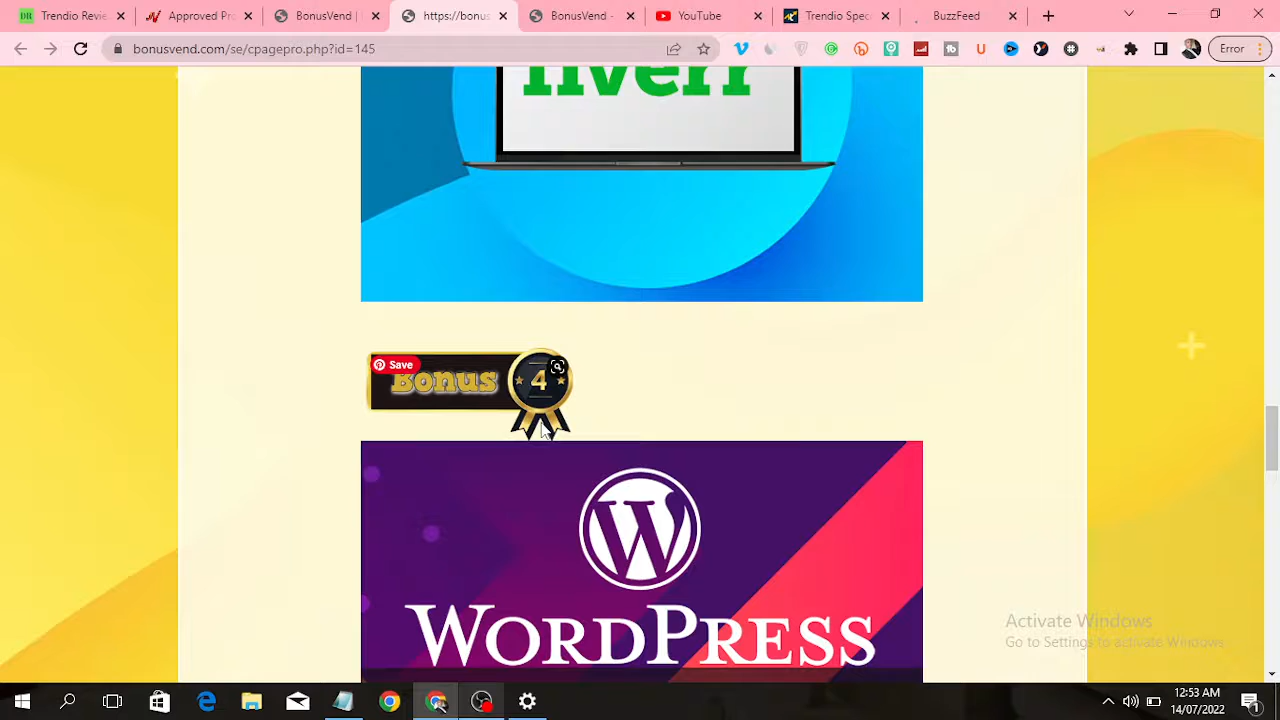 Trendio Revie
Approved Pr
BonusVend
https://bonus
BonusVend -
YouTube
Trendio Spec
BuzzFeed
bonusvend.com/se/cpagepro.php?id=145
Error
fiverr
Save
Bonus 4
WORDPRESS
Activate Windows
Go to Settings to activate Windows
12:53 AM
14/07/2022
1